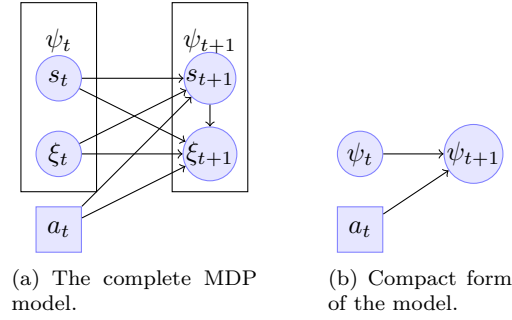 ψt ψt+1
st st+1
ξt ξt+1
at
ψt ψt+1
at
(a) The complete MDP
model.
(b) Compact form
of the model.